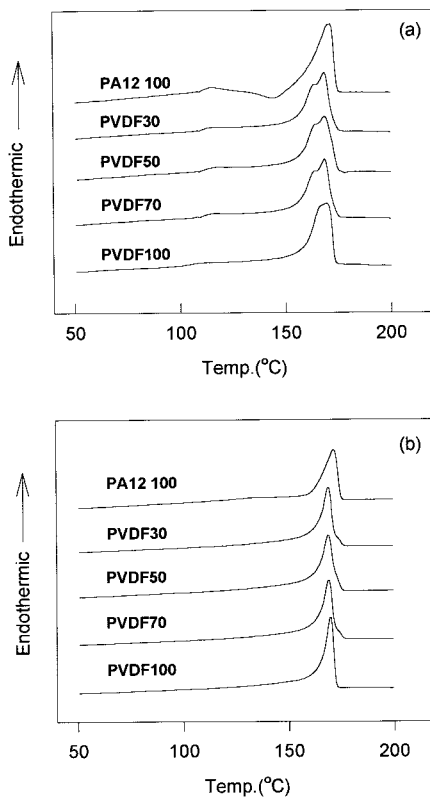 (a)
Endothermic
PA12 100
PVDF30
PVDF50
PVDF70
PVDF100
50 100 150 200
Temp.(°C)
(b)
Endothermic
PA12 100
PVDF30
PVDF50
PVDF70
PVDF100
50 100 150 200
Temp.(°C)